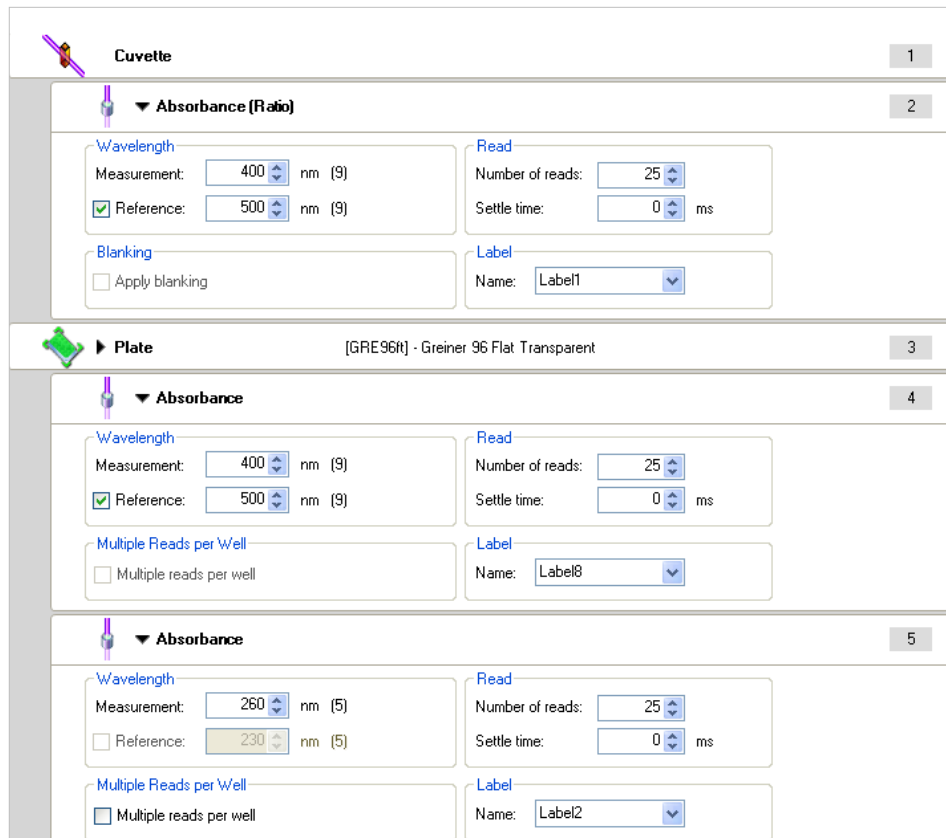 Cuvette 1
Absorbance (Ratio) 2
Wavelength Read
Measurement: 400 nm (9) Number of reads: 25
Reference: 500 nm (9) Settle time: 0 ms
Blanking Label
Apply blanking Name: Label1
Plate [GRE96ft] - Greiner 96 Flat Transparent 3
Absorbance 4
Wavelength Read
Measurement: 400 nm (9) Number of reads: 25
Reference: 500 nm (9) Settle time: 0 ms
Multiple Reads per Well Label
Multiple reads per well Name: Label8
Absorbance 5
Wavelength Read
Measurement: 260 nm (5) Number of reads: 25
Reference: 230 nm (5) Settle time: 0 ms
Multiple Reads per Well Label
Multiple reads per well Name: Label2